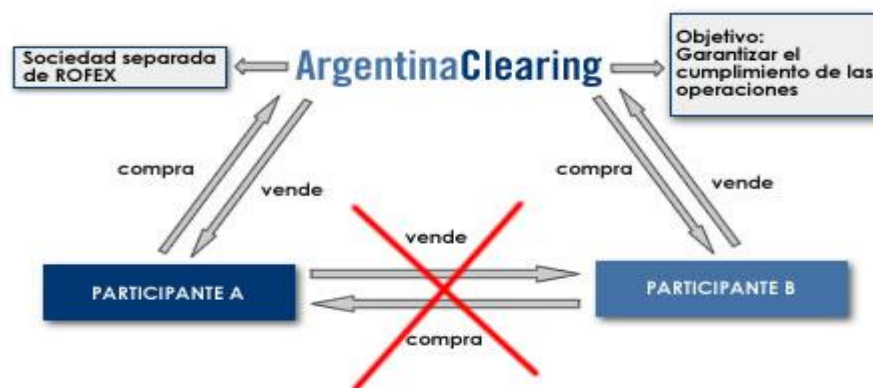 Sociedad separada
de ROFEX
ArgentinaClearing
Objetivo:
Garantizar el
cumplimiento de las
operaciones
compra
vende
compra
vende
vende
PARTICIPANTE A
PARTICIPANTE B
compra